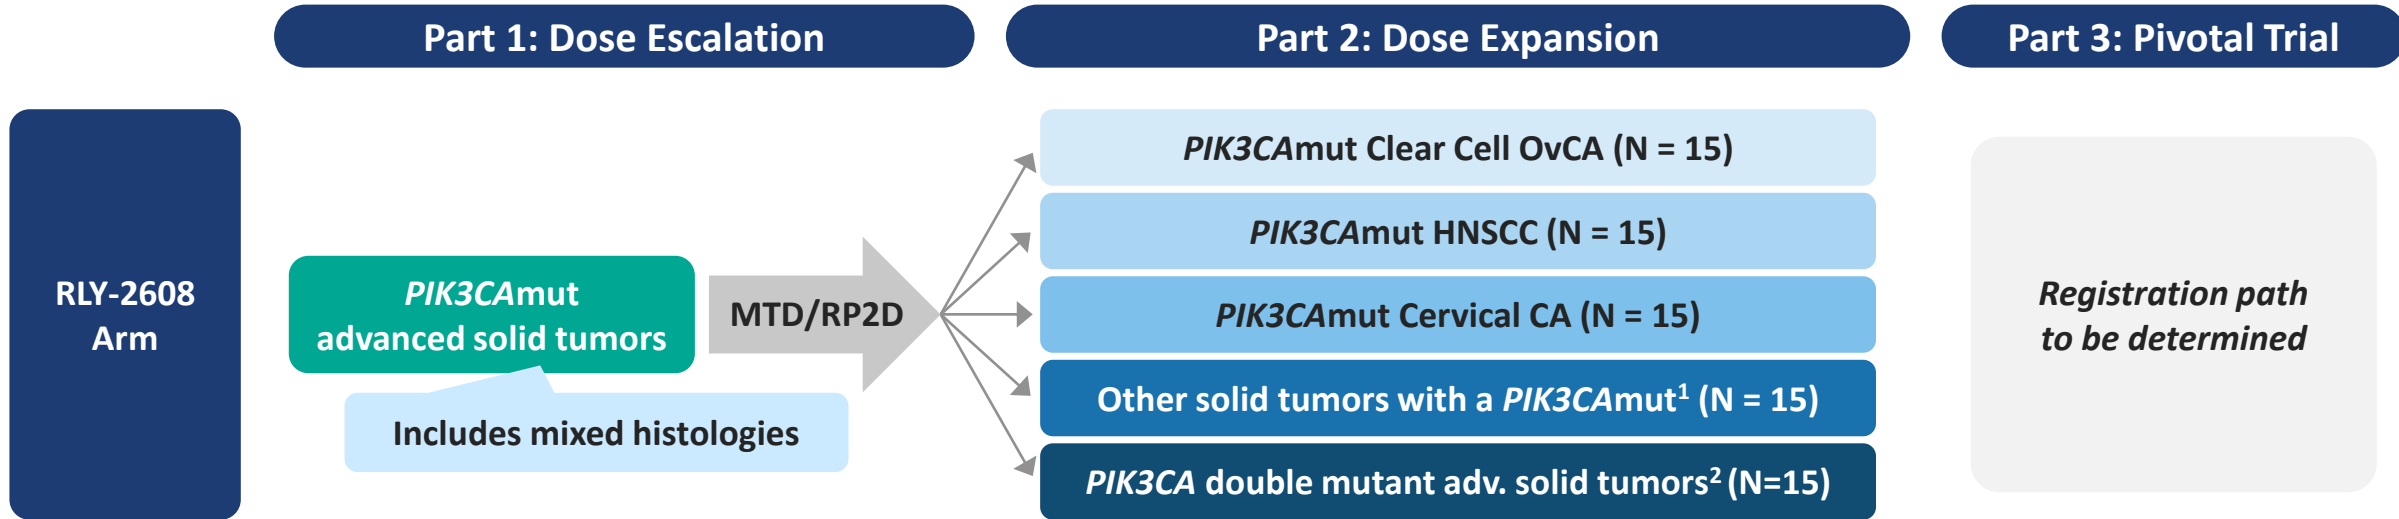 Part 1: Dose Escalation
Part 2: Dose Expansion
Part 3: Pivotal Trial
RLY-2608
Arm
PIK3CAmut
advanced solid tumors
Includes mixed histologies
MTD/RP2D
PIK3CAmut Clear Cell OvCA (N = 15)
PIK3CAmut HNSCC (N = 15)
PIK3CAmut Cervical CA (N = 15)
Other solid tumors with a PIK3CAmut¹ (N = 15)
PIK3CA double mutant adv. solid tumors² (N=15)
Registration path
to be determined